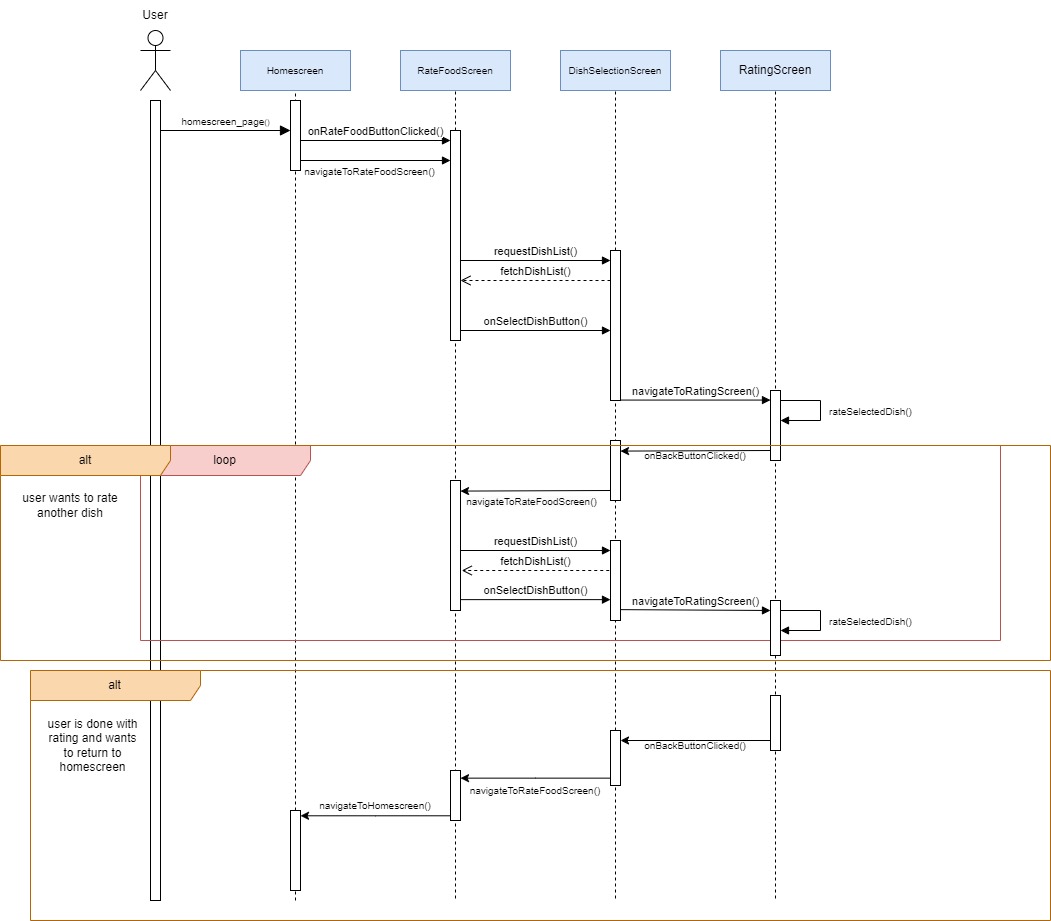 User
Homescreen
RateFoodScreen
DishSelectionScreen
RatingScreen
homescreen_page()
onRateFoodButtonClicked()
navigateToRateFoodScreen()
requestDishList()
fetchDishList()
onSelectDishButton()
navigateToRatingScreen()
rateSelectedDish()
alt
loop
onBackButtonClicked()
user wants to rate
another dish
navigateToRateFoodScreen()
requestDishList()
fetchDishList()
onSelectDishButton()
navigateToRatingScreen()
rateSelectedDish()
alt
user is done with
rating and wants
to return to
homescreen
onBackButtonClicked()
navigateToRateFoodScreen()
navigateToHomescreen()